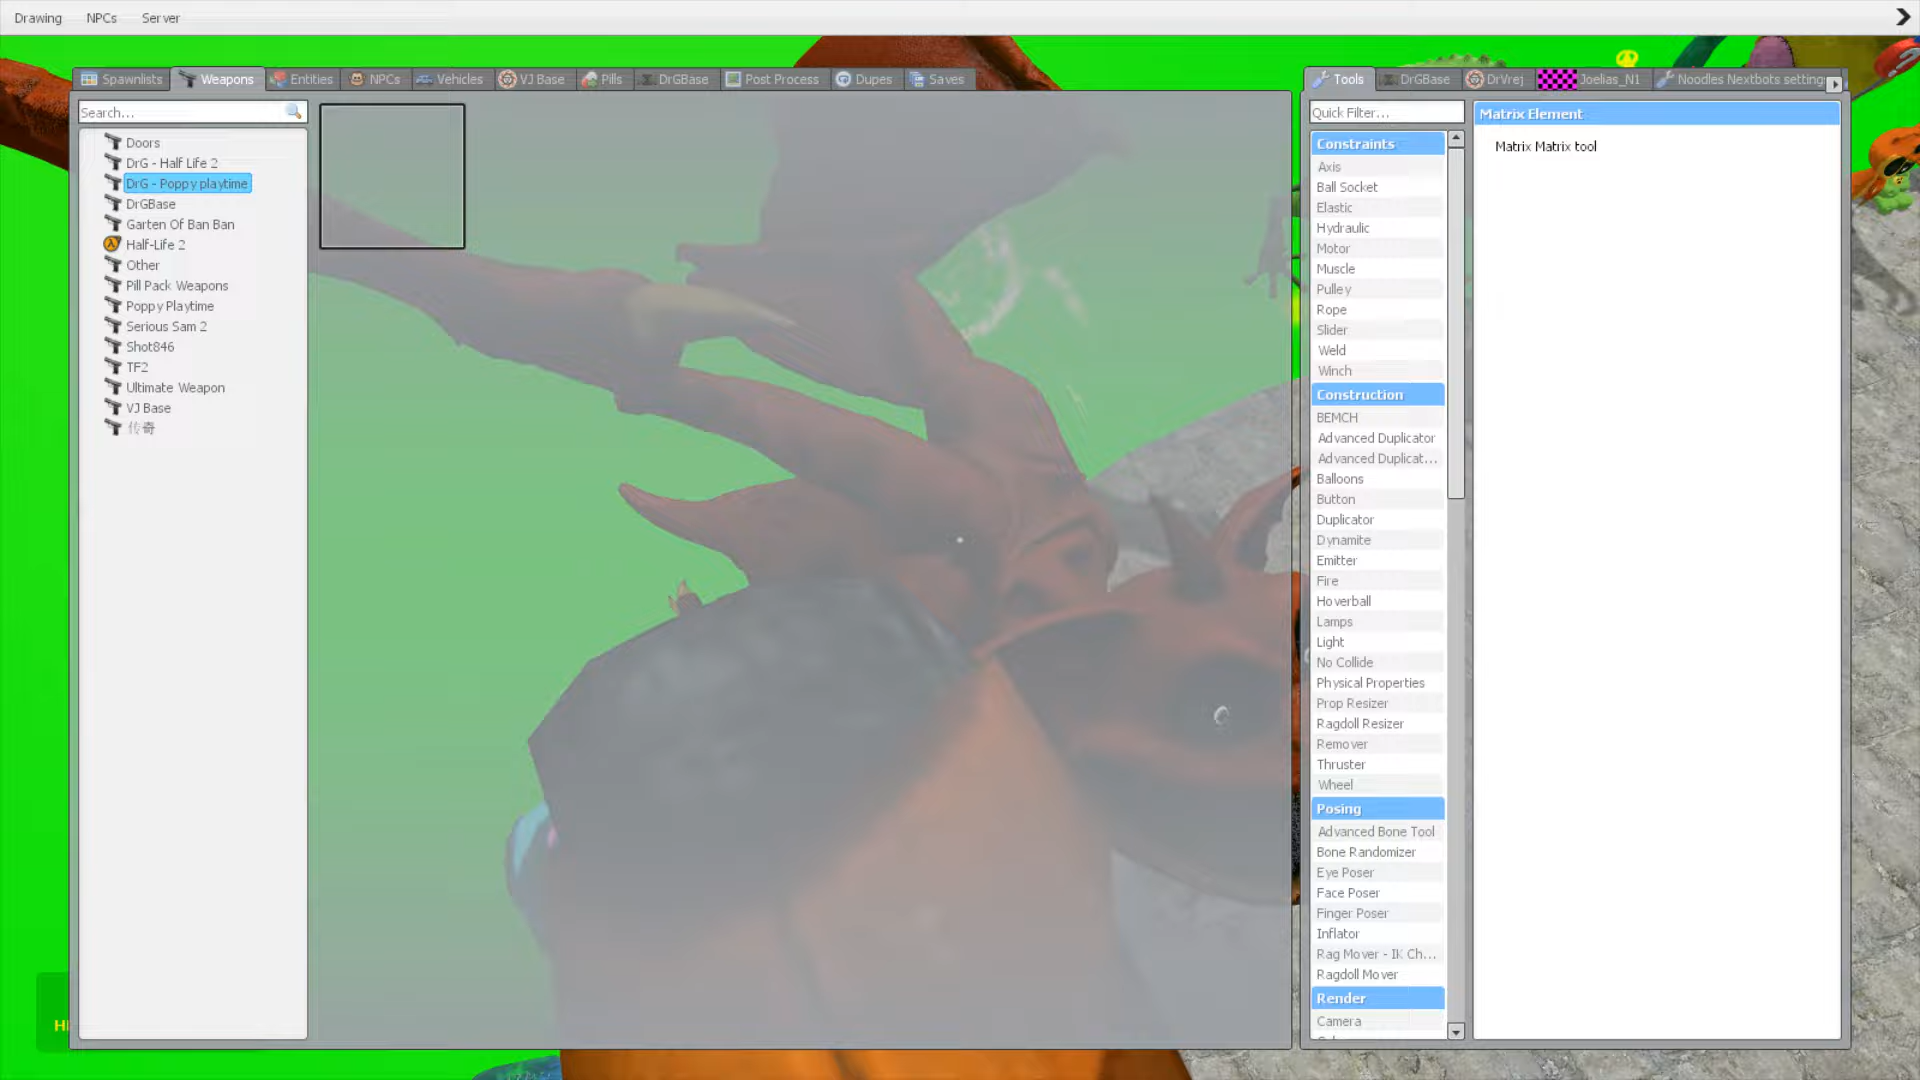 Drawing NPCs Server
Spawnlists Weapons Entities NPCs Vehicles VJ Base Pills DrGBase Post Process Dupes Saves
Search...
Doors
DrG - Half Life 2
DrG - Poppy playtime
DrGBase
Garten Of Ban Ban
Half-Life 2
Other
Pill Pack Weapons
Poppy Playtime
Serious Sam 2
Shot846
TF2
Ultimate Weapon
VJ Base
传奇
Tools DrGBase DrVrej Joelias_N1 Noodles Nextbots setting
Quick Filter...
Constraints
Axis
Ball Socket
Elastic
Hydraulic
Motor
Muscle
Pulley
Rope
Slider
Weld
Winch
Construction
BEMCH
Advanced Duplicator
Advanced Duplicat...
Balloons
Button
Duplicator
Dynamite
Emitter
Fire
Hoverball
Lamps
Light
No Collide
Physical Properties
Prop Resizer
Ragdoll Resizer
Remover
Thruster
Wheel
Posing
Advanced Bone Tool
Bone Randomizer
Eye Poser
Face Poser
Finger Poser
Inflator
Rag Mover - IK Ch...
Ragdoll Mover
Render
Camera
Matrix Element
Matrix Matrix tool